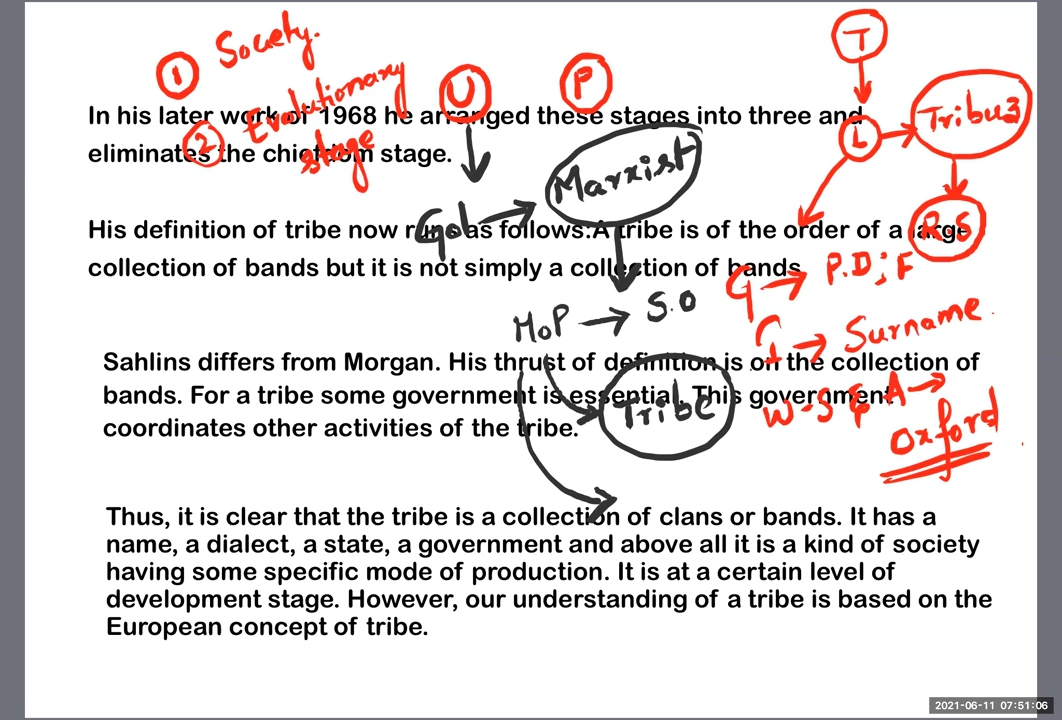 ① Society.
② Evolutionary
stage
U
P
T
L
Tribuz
R.S
In his later work of 1968 he arranged these stages into three and
eliminates the chiefdom stage.
Marxist
God
His definition of tribe now runs as follows:A tribe is of the order of a large
collection of bands but it is not simply a collection of bands
G → P.D; F
MoP → S.O
I → Surname
Sahlins differs from Morgan. His thrust of definition is on the collection of
bands. For a tribe some government is essential. This government
coordinates other activities of the tribe.
Tribe
W-S & A →
Oxford
Thus, it is clear that the tribe is a collection of clans or bands. It has a
name, a dialect, a state, a government and above all it is a kind of society
having some specific mode of production. It is at a certain level of
development stage. However, our understanding of a tribe is based on the
European concept of tribe.
2021-06-11 07:51:06